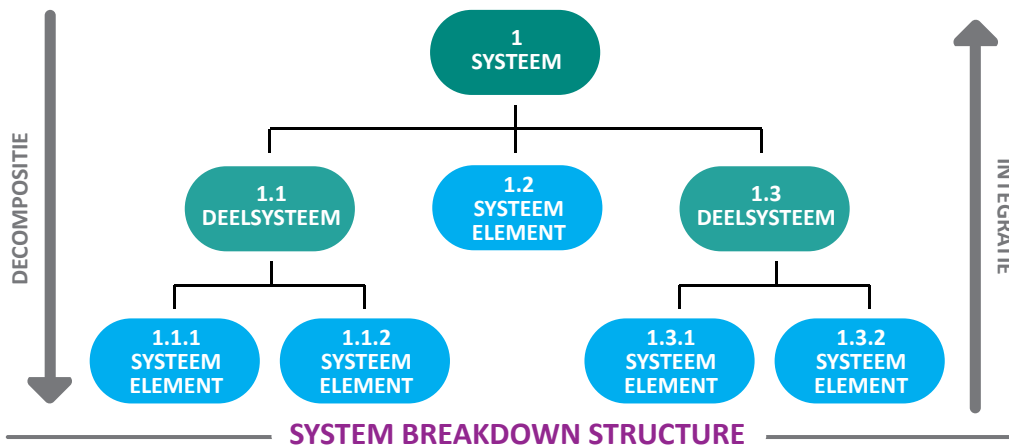 1
SYSTEEM
DECOMPOSITIE
INTEGRATIE
1.1
DEELSYSTEEM
1.2
SYSTEEM
ELEMENT
1.3
DEELSYSTEEM
1.1.1
SYSTEEM
ELEMENT
1.1.2
SYSTEEM
ELEMENT
1.3.1
SYSTEEM
ELEMENT
1.3.2
SYSTEEM
ELEMENT
SYSTEM BREAKDOWN STRUCTURE